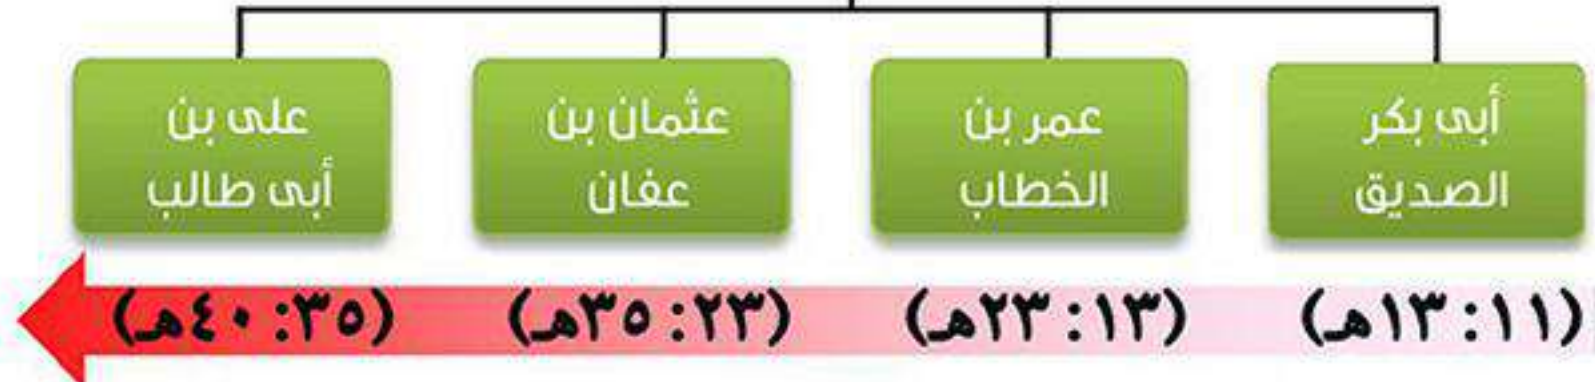 أبى بكر
الصديق
عمر بن
الخطاب
عثمان بن
عفان
على بن
أبى طالب
(١١: ١٣هـ)
(١٣: ٢٣هـ)
(٢٣: ٣٥هـ)
(٣٥: ٤٠هـ)